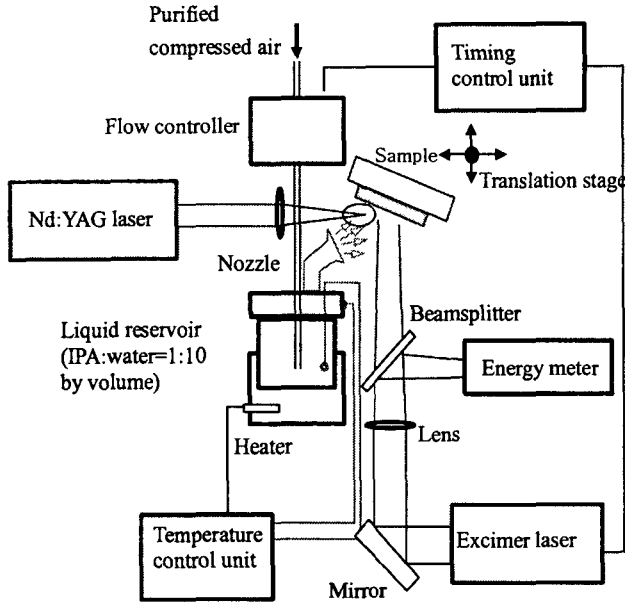 Purified
compressed air
Timing
control unit
Flow controller
Sample
Translation stage
Nd:YAG laser
Nozzle
Beamsplitter
Liquid reservoir
(IPA:water=1:10
by volume)
Energy meter
Heater
Lens
Temperature
control unit
Excimer laser
Mirror